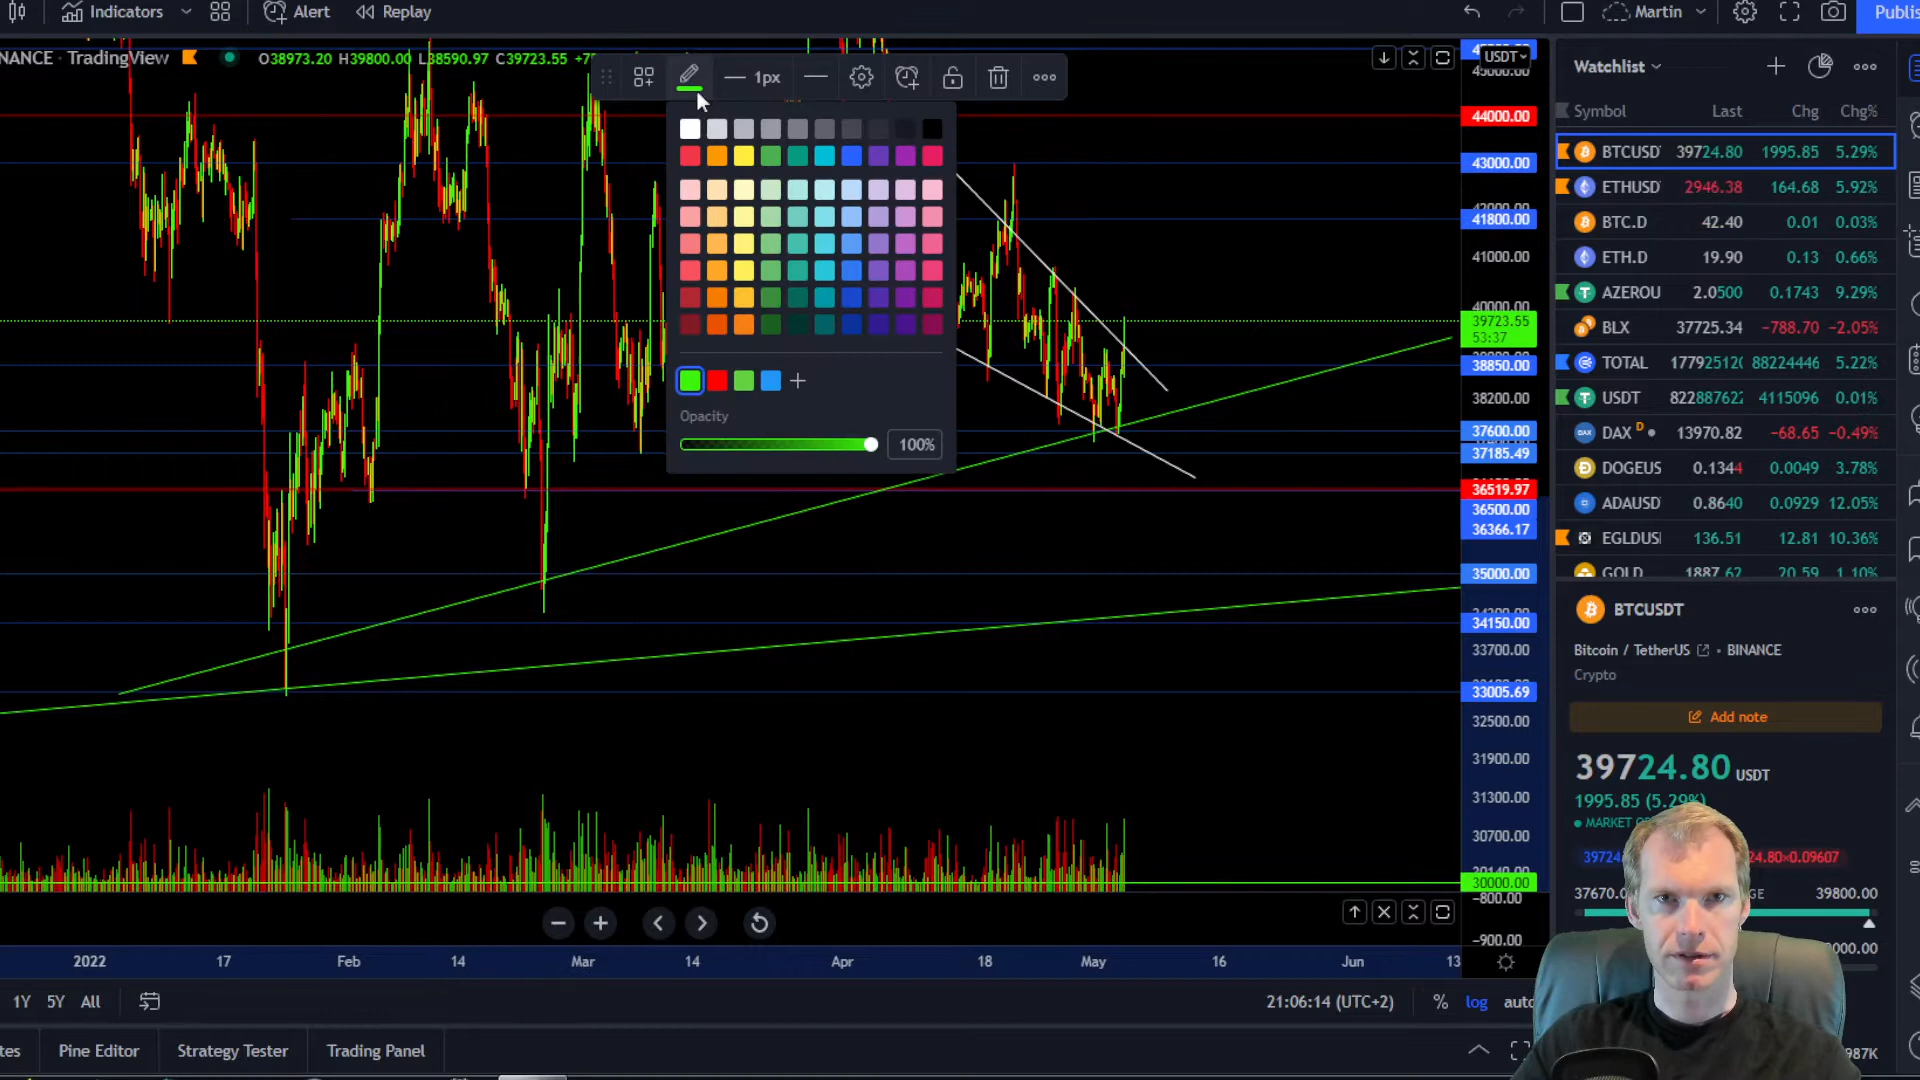 Indicators
Alert
Replay
Martin
Publis
NANCE · TradingView
O38973.20 H39800.00 L38590.97 C39723.55
1px
USDT
45000.00
44000.00
43000.00
41800.00
41000.00
40000.00
39723.55
53:37
38850.00
38200.00
37600.00
37185.49
36519.97
36500.00
36366.17
35000.00
34150.00
33700.00
33005.69
32500.00
31900.00
31300.00
30700.00
30000.00
−800.00
−900.00
Opacity
100%
Watchlist
Symbol Last Chg Chg%
BTCUSD 39724.80 1995.85 5.29%
ETHUSD 2946.38 164.68 5.92%
BTC.D 42.40 0.01 0.03%
ETH.D 19.90 0.13 0.66%
AZEROU 2.0500 0.1743 9.29%
BLX 37725.34 −788.70 −2.05%
TOTAL 17792512( 88224446 5.22%
USDT 822887622 4115096 0.01%
DAX D 13970.82 −68.65 −0.49%
DOGEUS 0.1344 0.0049 3.78%
ADAUSD 0.8640 0.0929 12.05%
EGLDUS 136.51 12.81 10.36%
GOLD 1887.62 20.59 1.10%
BTCUSDT
Bitcoin / TetherUS • BINANCE
Crypto
Add note
39724.80 USDT
1995.85 (5.29%)
MARKET
39724 24.80×0.09607
37670.0 GE 39800.00
000.00
987K
2022 17 Feb 14 Mar 14 Apr 18 May 16 Jun 13
1Y 5Y All
21:06:14 (UTC+2) % log auto
tes Pine Editor Strategy Tester Trading Panel